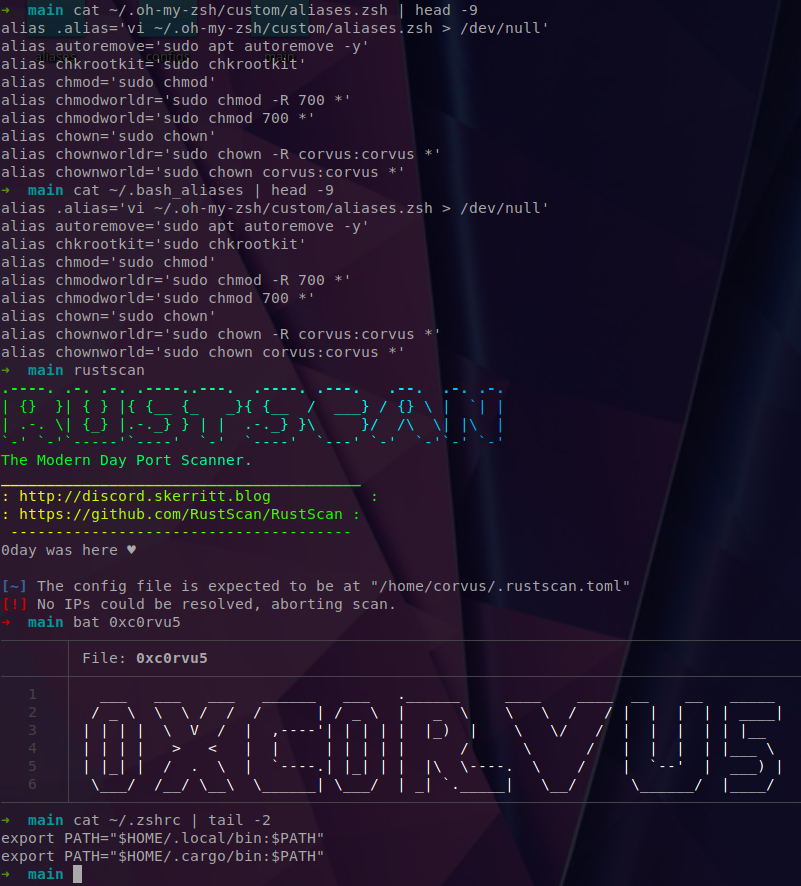 ➜  main cat ~/.oh-my-zsh/custom/aliases.zsh | head -9
alias .alias='vi ~/.oh-my-zsh/custom/aliases.zsh > /dev/null'
alias autoremove='sudo apt autoremove -y'
alias chkrootkit='sudo chkrootkit'
alias chmod='sudo chmod'
alias chmodworldr='sudo chmod -R 700 *'
alias chmodworld='sudo chmod 700 *'
alias chown='sudo chown'
alias chownworldr='sudo chown -R corvus:corvus *'
alias chownworld='sudo chown corvus:corvus *'
➜  main cat ~/.bash_aliases | head -9
alias .alias='vi ~/.oh-my-zsh/custom/aliases.zsh > /dev/null'
alias autoremove='sudo apt autoremove -y'
alias chkrootkit='sudo chkrootkit'
alias chmod='sudo chmod'
alias chmodworldr='sudo chmod -R 700 *'
alias chmodworld='sudo chmod 700 *'
alias chown='sudo chown'
alias chownworldr='sudo chown -R corvus:corvus *'
alias chownworld='sudo chown corvus:corvus *'
➜  main rustscan
RUSTSCAN
The Modern Day Port Scanner.
: http://discord.skerritt.blog           :
: https://github.com/RustScan/RustScan :
0day was here ♥
[~] The config file is expected to be at "/home/corvus/.rustscan.toml"
[!] No IPs could be resolved, aborting scan.
➜  main bat 0xc0rvu5
File: 0xc0rvu5
1
2
3
4
5
6
0XC0RVU5
➜  main cat ~/.zshrc | tail -2
export PATH="$HOME/.local/bin:$PATH"
export PATH="$HOME/.cargo/bin:$PATH"
➜  main